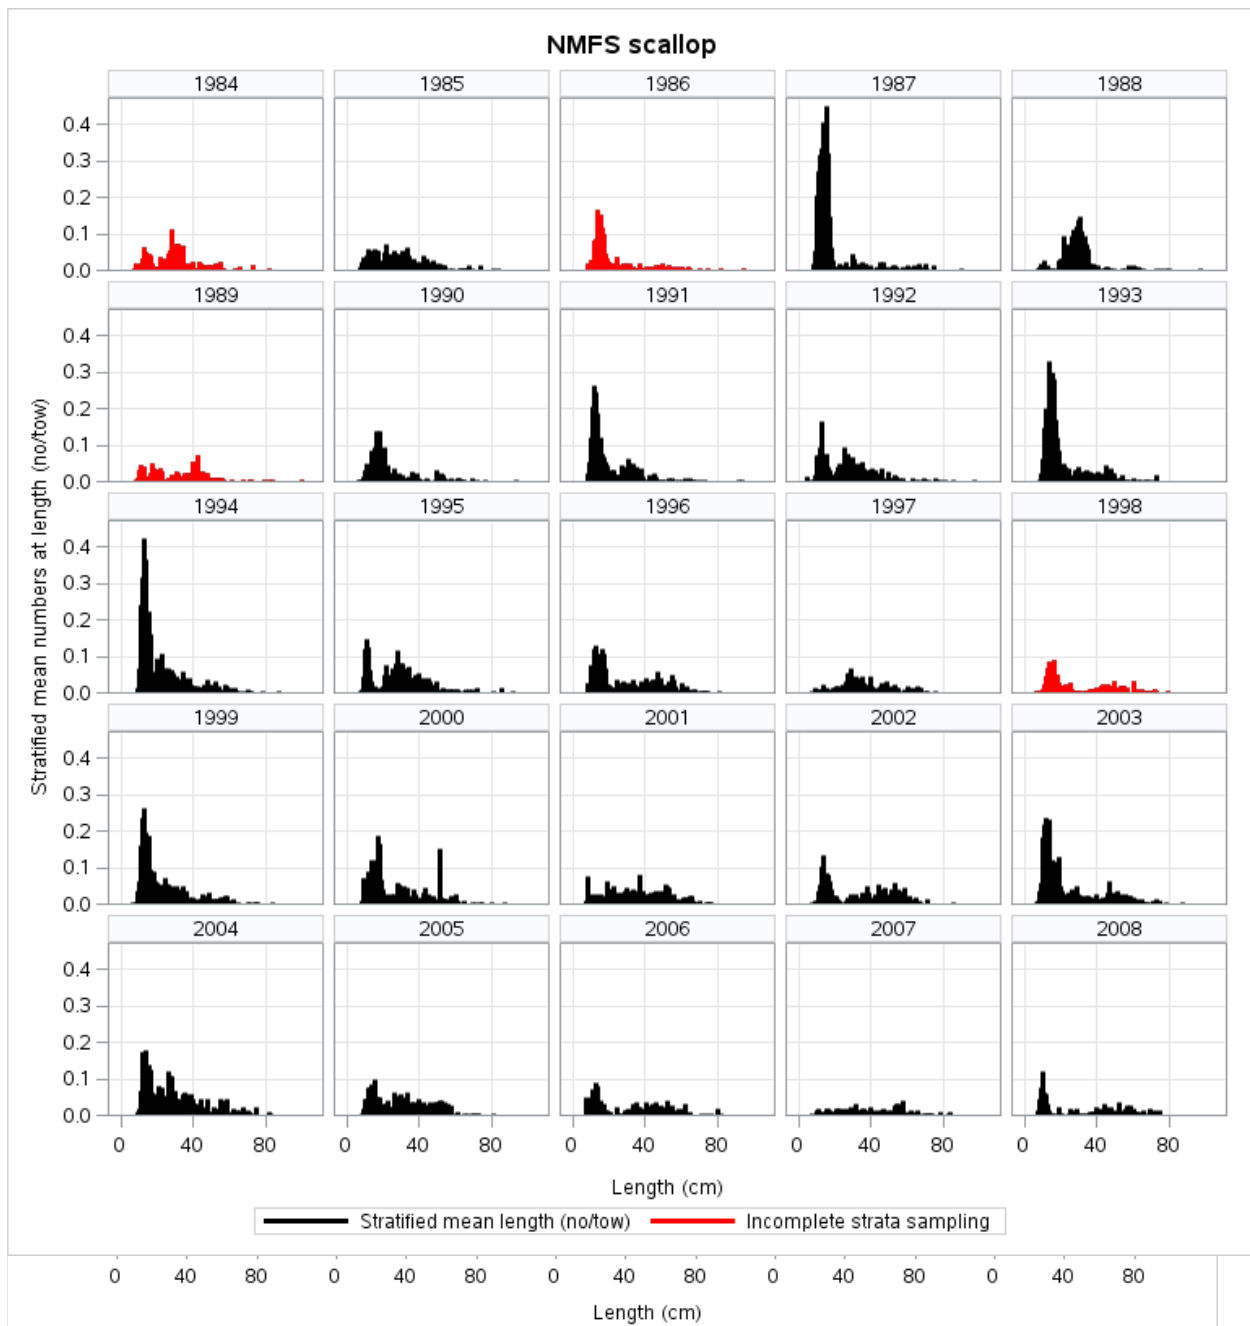 NMFS scallop
1984 1985 1986 1987 1988
0.4
0.3
0.2
0.1
0.0
1989 1990 1991 1992 1993
0.4
0.3
0.2
0.1
0.0
Stratified mean numbers at length (no/tow)
1994 1995 1996 1997 1998
0.4
0.3
0.2
0.1
0.0
1999 2000 2001 2002 2003
0.4
0.3
0.2
0.1
0.0
2004 2005 2006 2007 2008
0.4
0.3
0.2
0.1
0.0
0 40 80 0 40 80 0 40 80 0 40 80 0 40 80
Length (cm)
Stratified mean length (no/tow) Incomplete strata sampling
0 40 80 0 40 80 0 40 80 0 40 80 0 40 80
Length (cm)